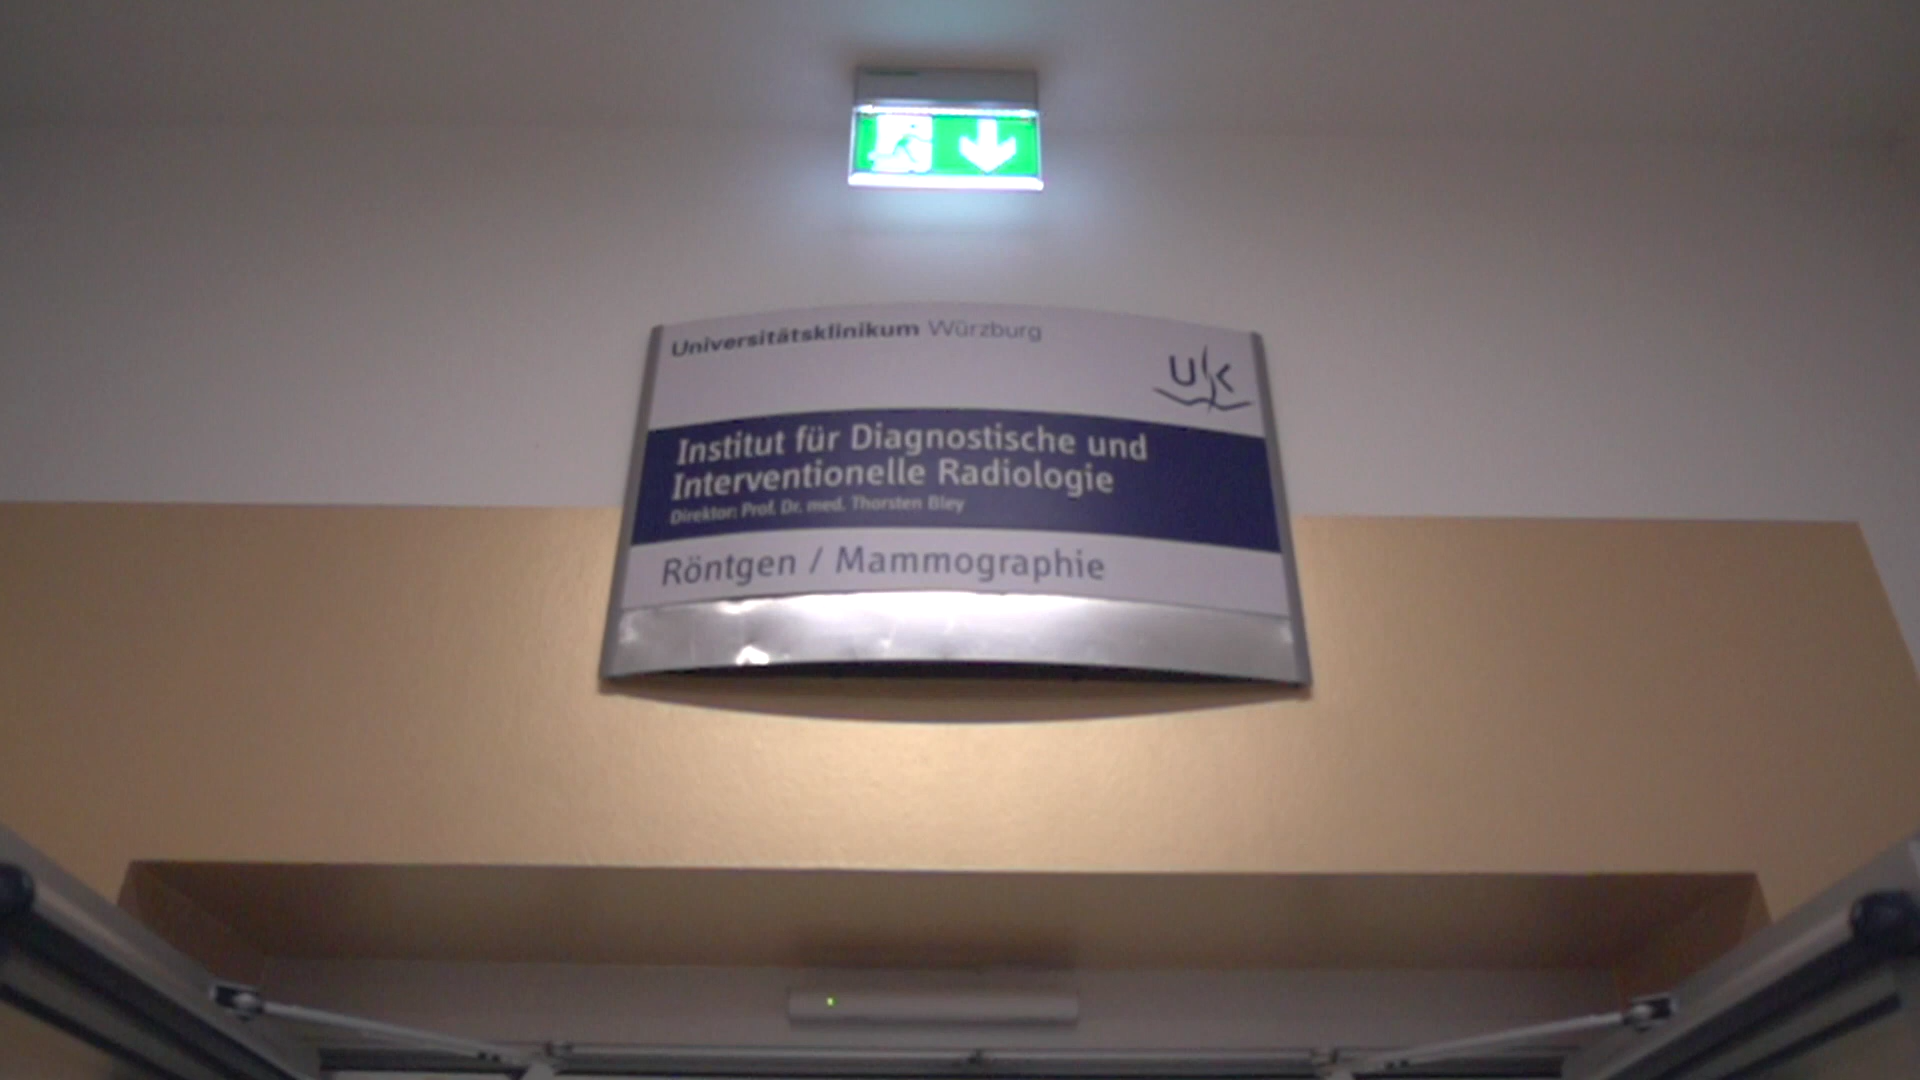 Universitätsklinikum Würzburg
UK
Institut für Diagnostische und
Interventionelle Radiologie
Direktor: Prof. Dr. med. Thorsten Bley
Röntgen / Mammographie